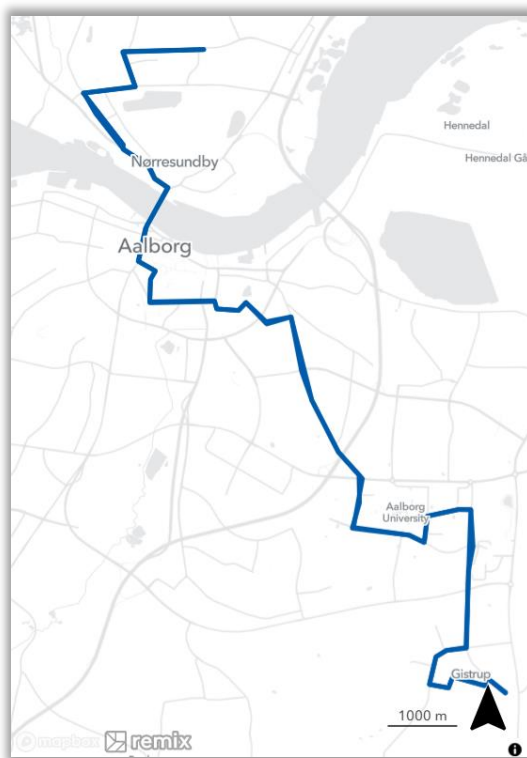 Hennedal
Nørresundby
Hennedal Gå
Aalborg
Aalborg
University
Gistrup
1000 m
mapbox
remix